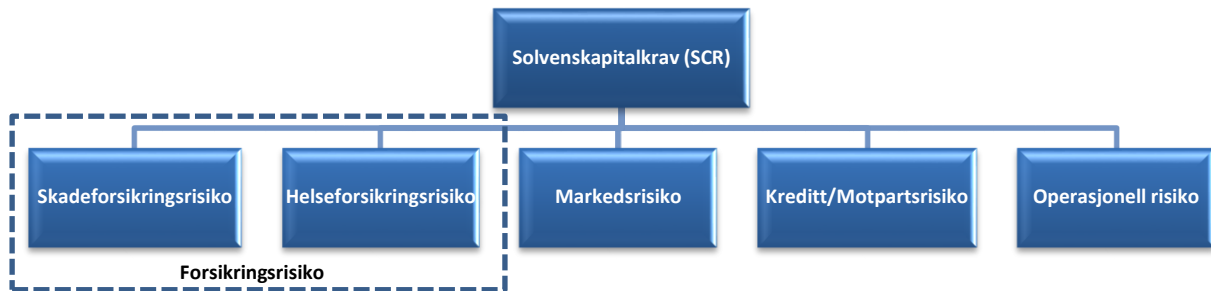 Solvenskapitalkrav (SCR)
Skadeforsikringsrisiko
Helseforsikringsrisiko
Markedsrisiko
Kreditt/Motpartsrisiko
Operasjonell risiko
Forsikringsrisiko